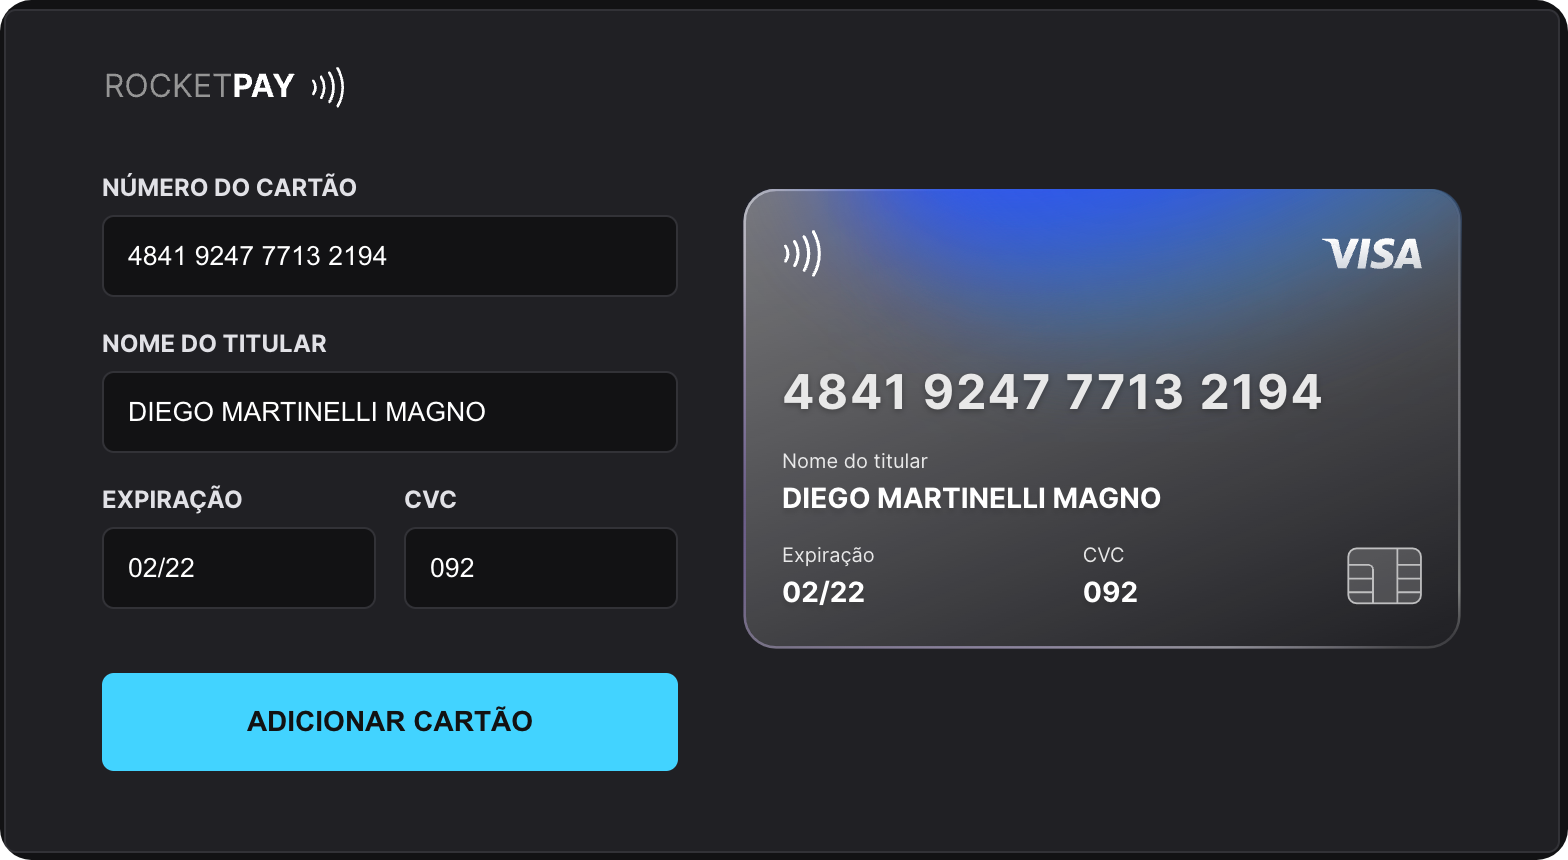 ROCKETPAY
NÚMERO DO CARTÃO
4841 9247 7713 2194
NOME DO TITULAR
DIEGO MARTINELLI MAGNO
EXPIRAÇÃO CVC
02/22 092
ADICIONAR CARTÃO
VISA
4841 9247 7713 2194
Nome do titular
DIEGO MARTINELLI MAGNO
Expiração CVC
02/22 092